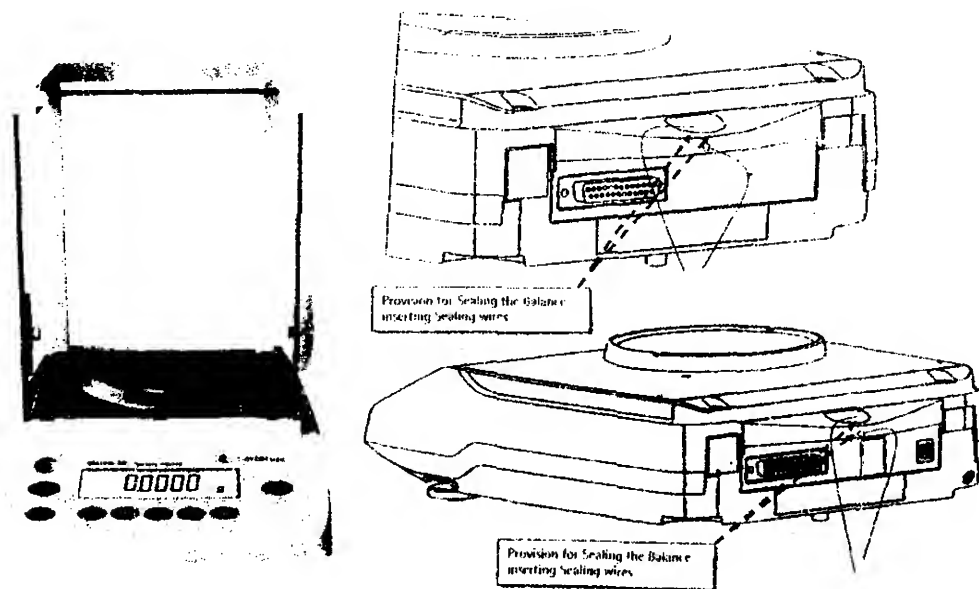 00000 g
Provision for Sealing the Balance
inserting Sealing wires
Provision for Sealing the Balance
inserting Sealing wires